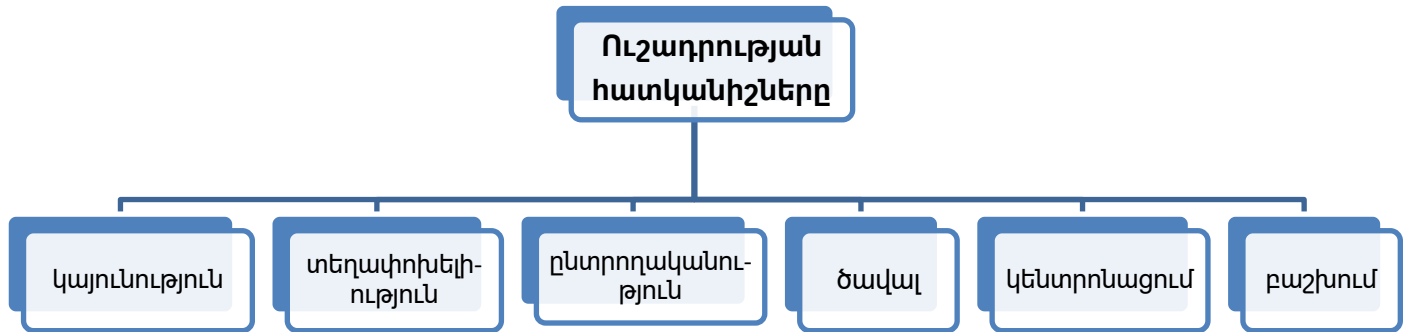 Ուշադրության
հատկանիշները
կայունություն
տեղափոխելի-
ություն
ընտրողականու-
թյուն
ծավալ
կենտրոնացում
բաշխում